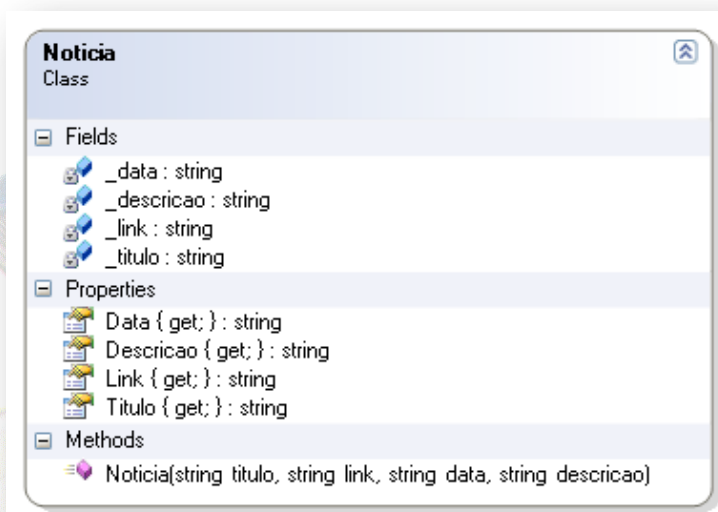 Noticia
Class
Fields
_data : string
_descricao : string
_link : string
_titulo : string
Properties
Data { get; } : string
Descricao { get; } : string
Link { get; } : string
Titulo { get; } : string
Methods
Noticia(string titulo, string link, string data, string descricao)